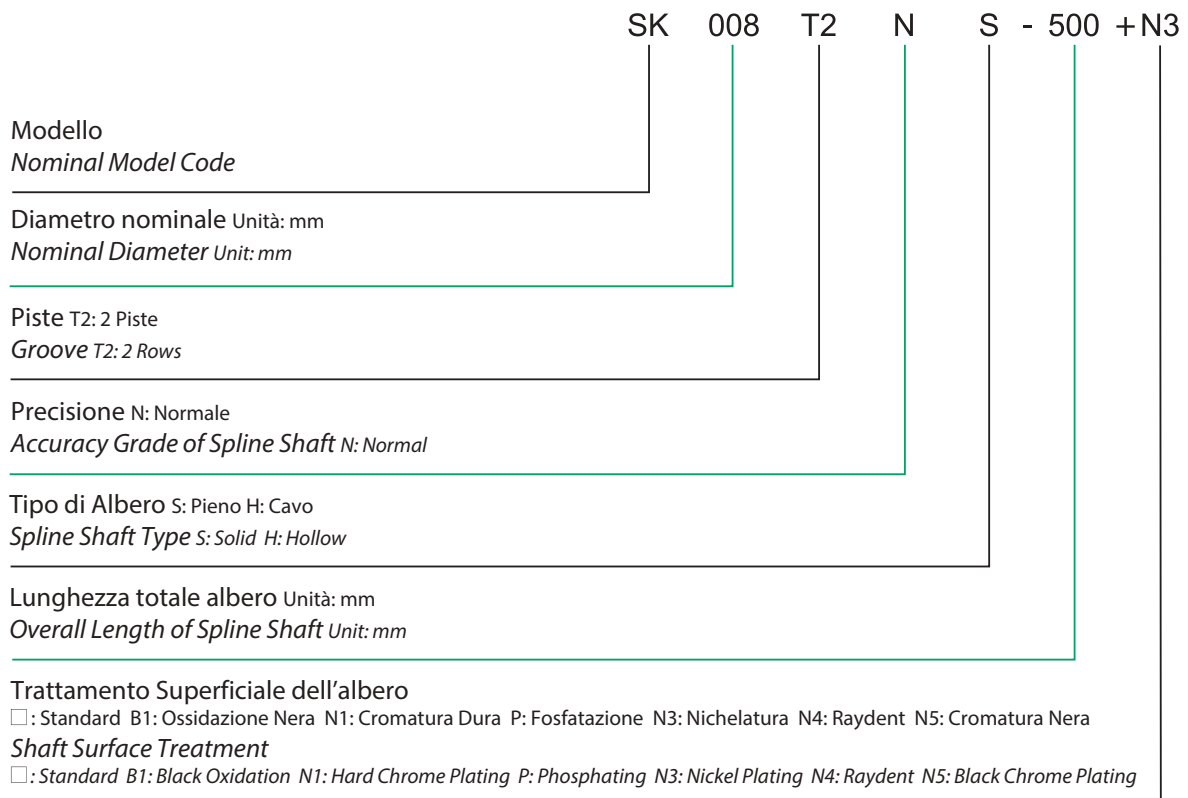 SK 008 T2 N S - 500 +N3
Modello
Nominal Model Code
Diametro nominale Unità: mm
Nominal Diameter Unit: mm
Piste T2: 2 Piste
Groove T2: 2 Rows
Precisione N: Normale
Accuracy Grade of Spline Shaft N: Normal
Tipo di Albero S: Pieno H: Cavo
Spline Shaft Type S: Solid H: Hollow
Lunghezza totale albero Unità: mm
Overall Length of Spline Shaft Unit: mm
Trattamento Superficiale dell'albero
□: Standard B1: Ossidazione Nera N1: Cromatura Dura P: Fosfatazione N3: Nichelatura N4: Raydent N5: Cromatura Nera
Shaft Surface Treatment
□: Standard B1: Black Oxidation N1: Hard Chrome Plating P: Phosphating N3: Nickel Plating N4: Raydent N5: Black Chrome Plating